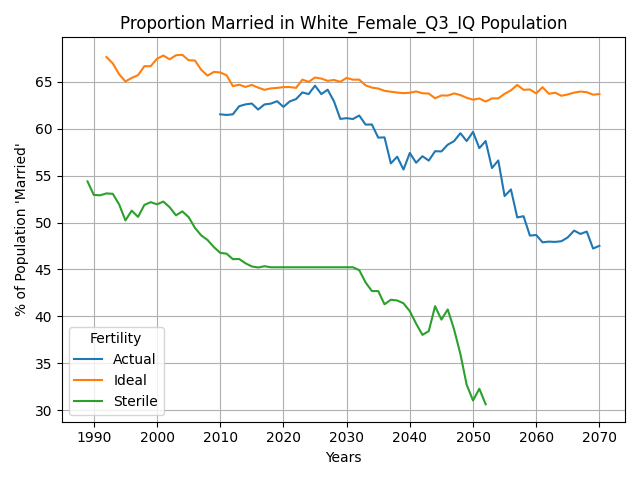 Proportion Married in White_Female_Q3_IQ Population
% of Population 'Married'
65
60
55
50
45
40
35
30
Fertility
Actual
Ideal
Sterile
1990 2000 2010 2020 2030 2040 2050 2060 2070
Years